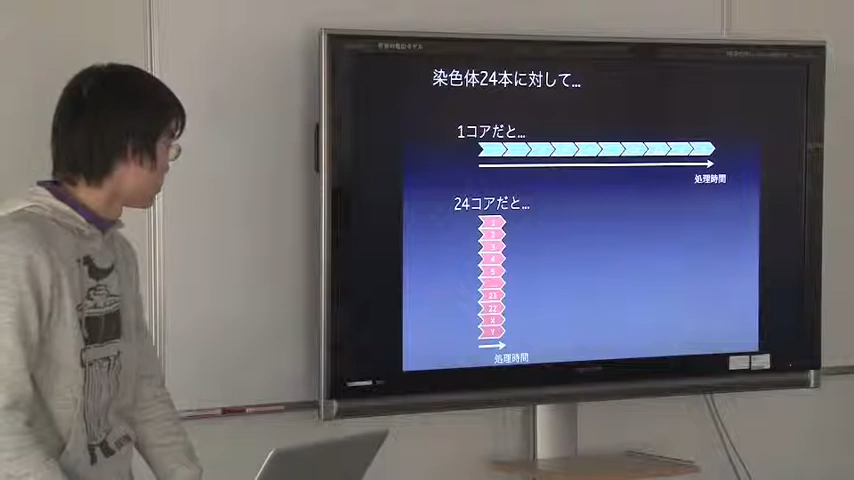 染色体24本に対して...
1コアだと...
処理時間
24コアだと...
1
2
3
4
5
...
21
22
X
Y
処理時間